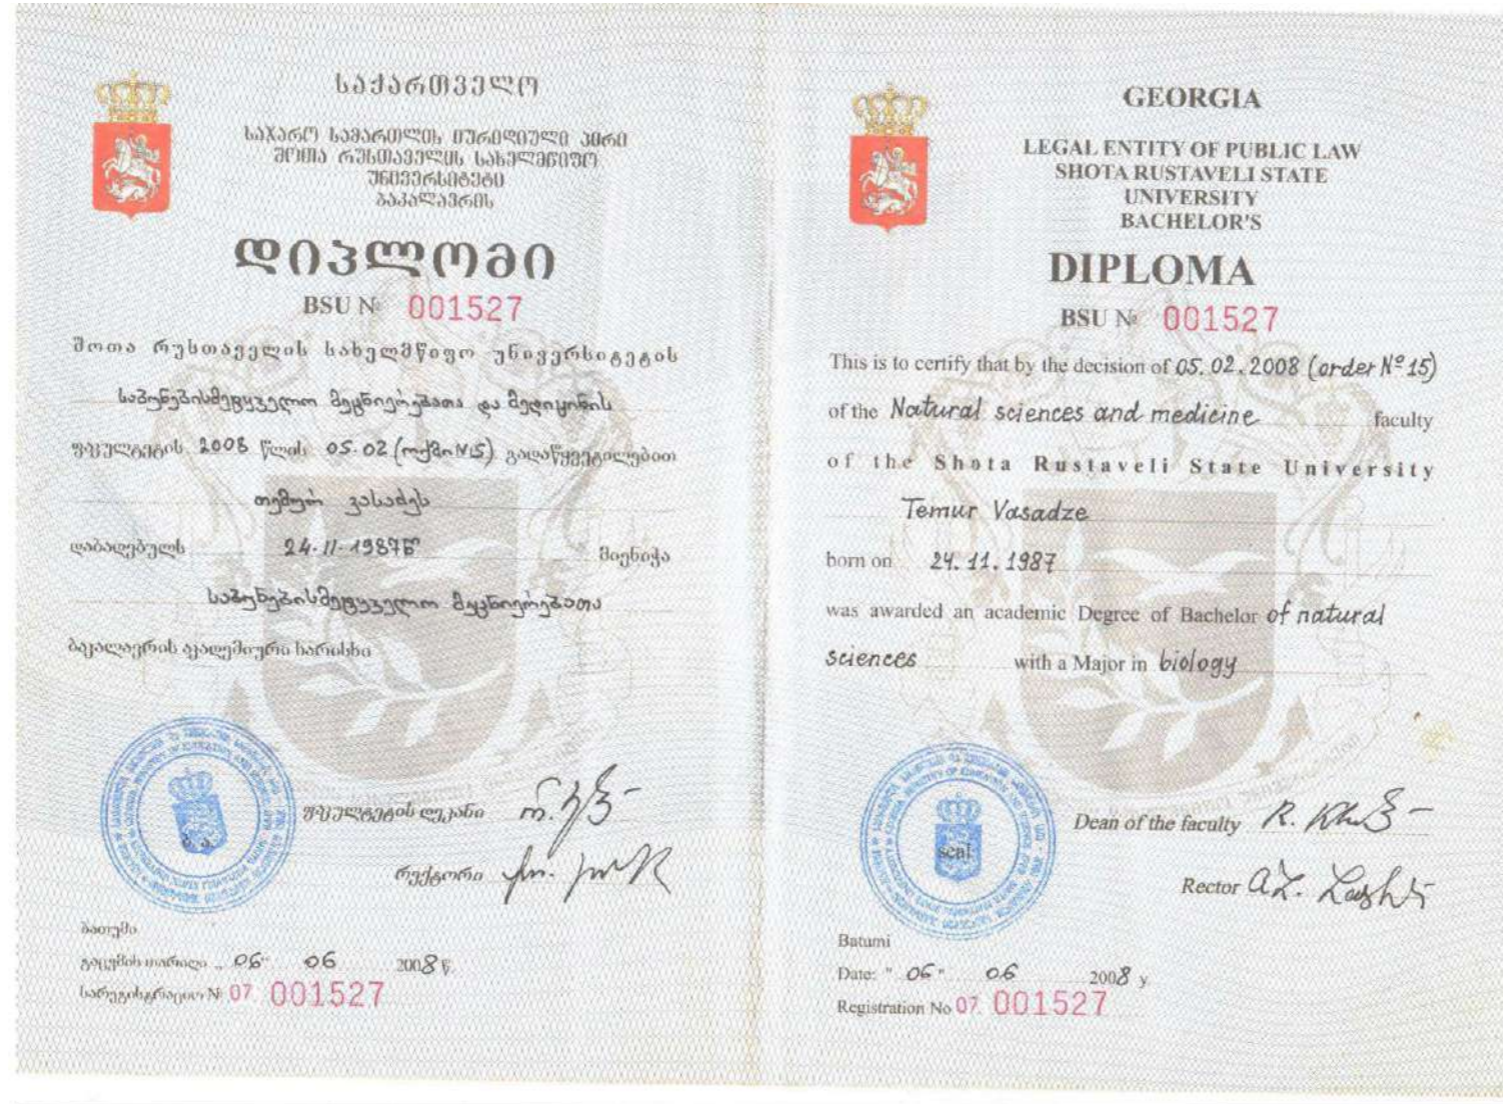 საქართველო
საჯარო სამართლის იურიდიული პირი
შოთა რუსთაველის სახელმწიფო
უნივერსიტეტი
ბაკალავრის
დიპლომი
BSU № 001527
შოთა რუსთაველის სახელმწიფო უნივერსიტეტის
საბუნებისმეტყველო მეცნიერებათა და მედიცინის
ფაკულტეტის 2008 წლის 05.02 (ოქმი N15) გადაწყვეტილებით
თემურ ვასაძეს
დაბადებულს 24.11.1987წ მიენიჭა
საბუნებისმეტყველო მეცნიერებათა
ბაკალავრის აკადემიური ხარისხი
ბ. ა.
ფაკულტეტის დეკანი
რექტორი
ბათუმი
გაცემის თარიღი „ 06 " 06 2008 წ.
სარეგისტრაციო № 07. 001527
GEORGIA
LEGAL ENTITY OF PUBLIC LAW
SHOTA RUSTAVELI STATE
UNIVERSITY
BACHELOR'S
DIPLOMA
BSU № 001527
This is to certify that by the decision of 05.02.2008 (order Nº 15)
of the Natural sciences and medicine faculty
of the Shota Rustaveli State University
Temur Vasadze
born on 24.11.1987
was awarded an academic Degree of Bachelor of natural
sciences with a Major in biology
seal
Dean of the faculty
Rector
Batumi
Date: " 06 " 06 2008 y
Registration No 07. 001527